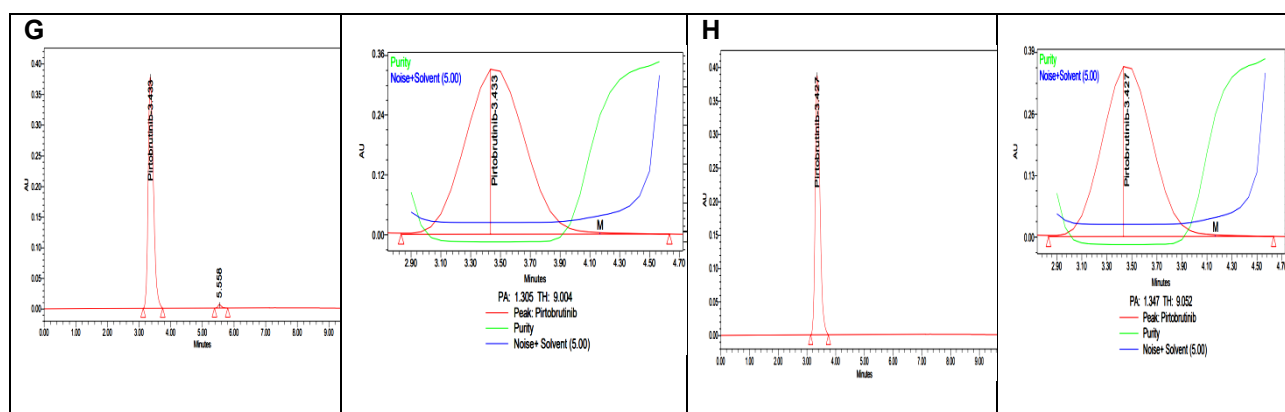 G
0.40
0.35
0.30
0.25
0.20
0.15
0.10
0.05
0.00
AU
Pirtobrutinib-3.433
5.558
0.00 1.00 2.00 3.00 4.00 5.00 6.00 7.00 8.00 9.00
Minutes
Purity
Noise+Solvent (5.00)
0.36
0.24
0.12
0.00
AU
Pirtobrutinib-3.433
M
2.90 3.10 3.30 3.50 3.70 3.90 4.10 4.30 4.50 4.70
Minutes
PA: 1.305 TH: 9.004
Peak: Pirtobrutinib
Purity
Noise+ Solvent (5.00)
H
0.40
0.35
0.30
0.25
0.20
0.15
0.10
0.05
0.00
AU
Pirtobrutinib-3.427
0.00 1.00 2.00 3.00 4.00 5.00 6.00 7.00 8.00 9.00
Minutes
Purity
Noise+Solvent (5.00)
0.39
0.26
0.13
0.00
AU
Pirtobrutinib-3.427
M
2.90 3.10 3.30 3.50 3.70 3.90 4.10 4.30 4.50 4.70
Minutes
PA: 1.347 TH: 9.052
Peak: Pirtobrutinib
Purity
Noise+ Solvent (5.00)